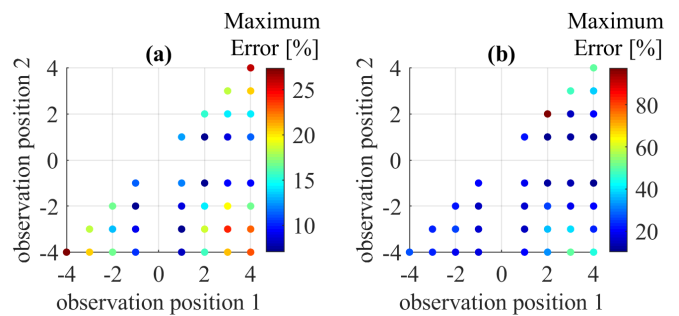 Maximum
Error [%]
(a)
observation position 2
4
2
0
-2
-4
-4
-2
0
2
4
observation position 1
25
20
15
10
Maximum
Error [%]
(b)
observation position 2
4
2
0
-2
-4
-4
-2
0
2
4
observation position 1
80
60
40
20